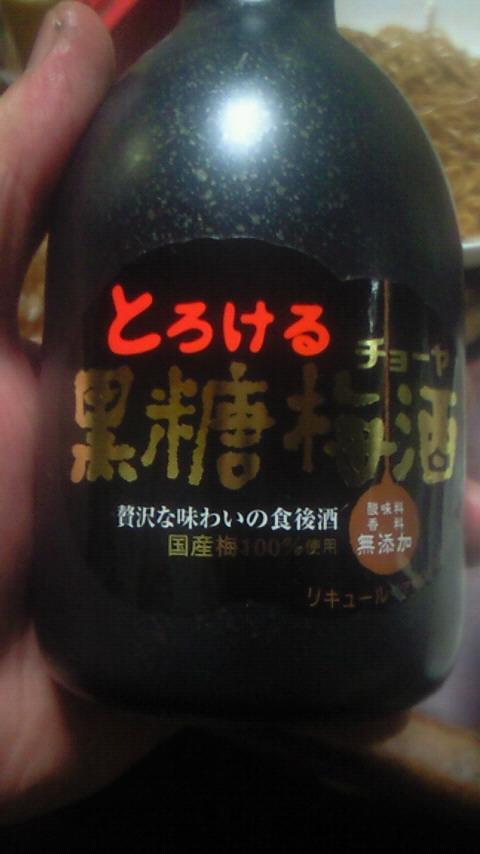 とろける
チョーヤ
黒糖梅酒
贅沢な味わいの食後酒
国産梅100%使用
酸味料
香料
無添加
リキュール